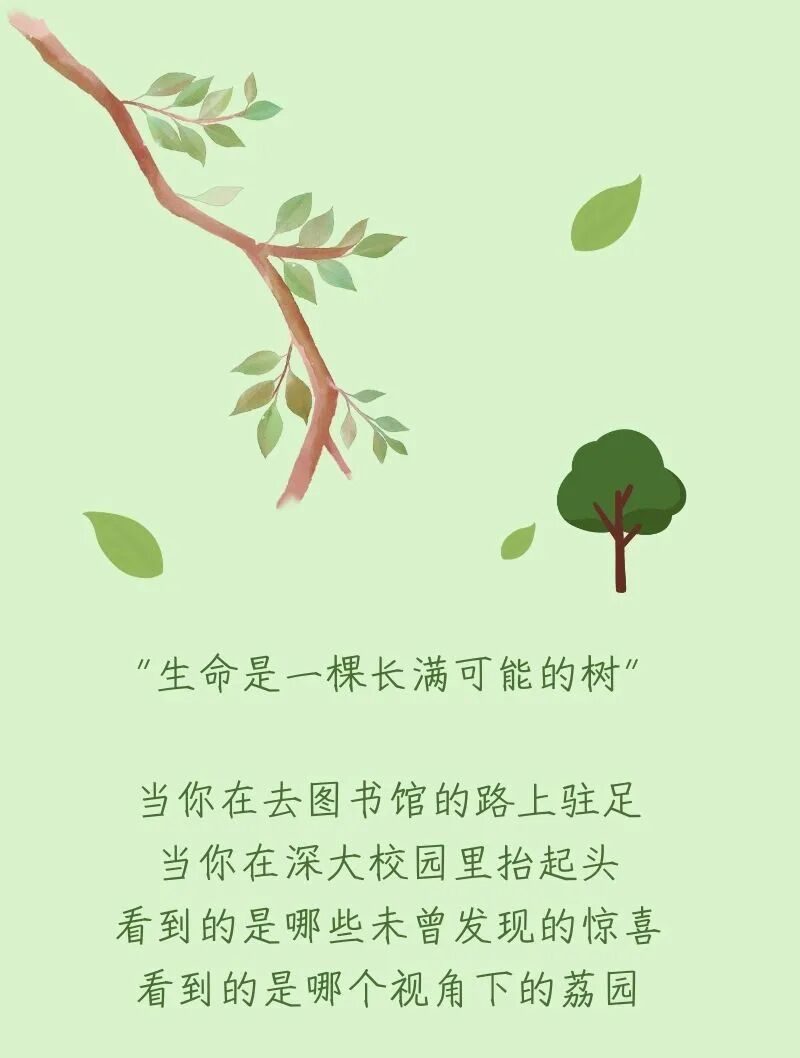 "生命是一棵长满可能的树"
当你在去图书馆的路上驻足
当你在深大校园里抬起头
看到的是哪些未曾发现的惊喜
看到的是哪个视角下的荔园